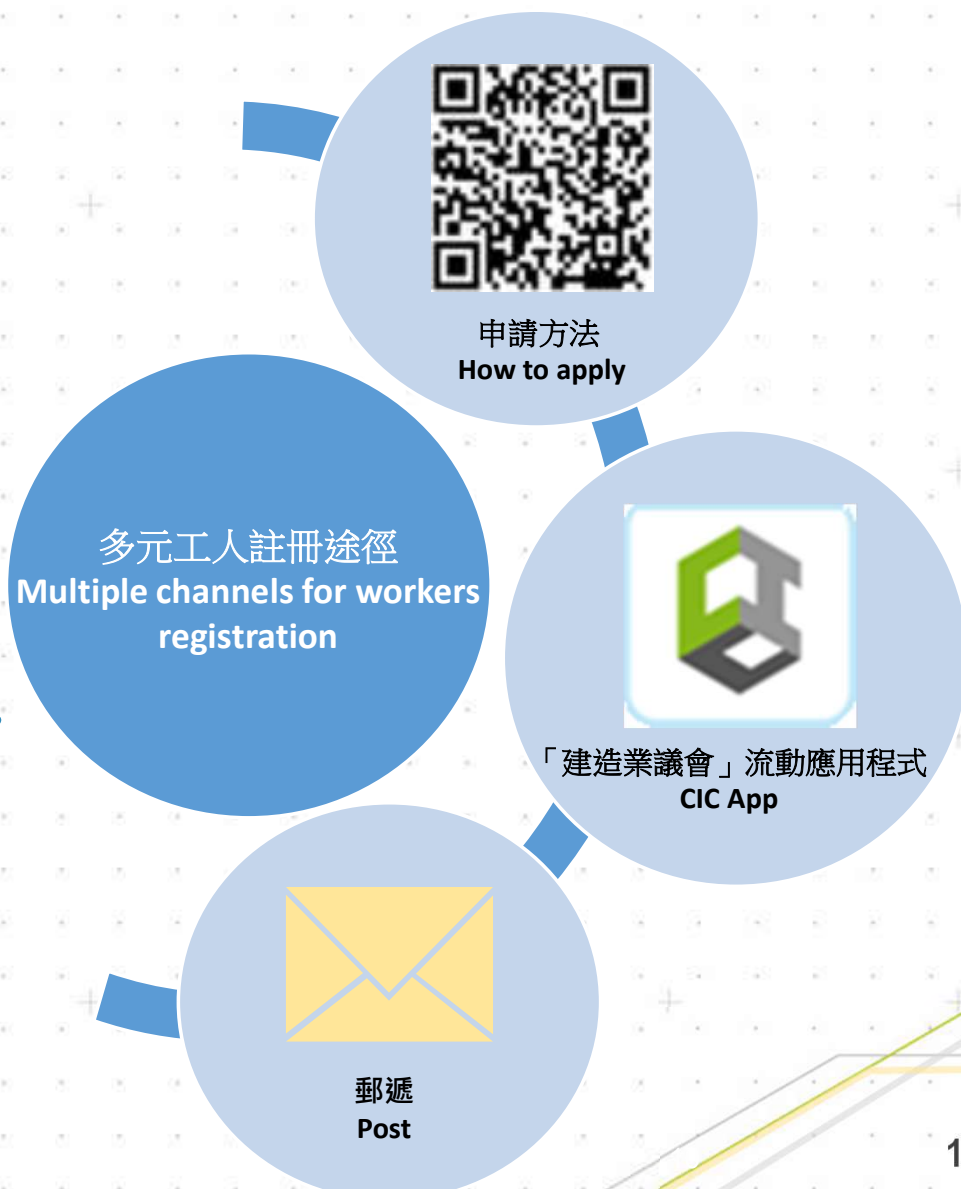 申請方法
How to apply
多元工人註冊途徑
Multiple channels for workers
registration
「建造業議會」流動應用程式
CIC App
郵遞
Post
1